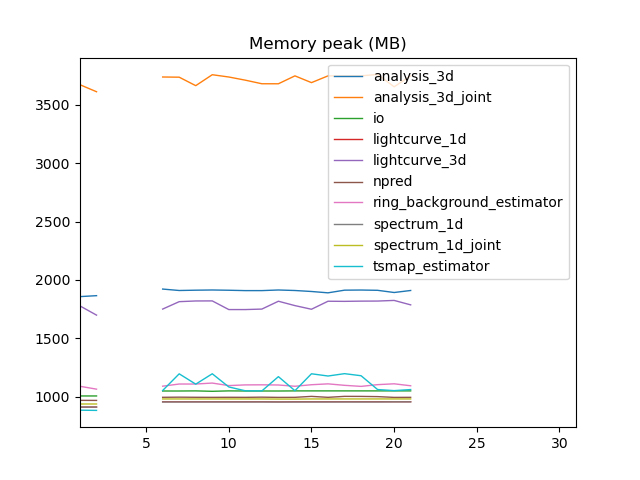 Memory peak (MB)
3500
3000
2500
2000
1500
1000
5
10
15
20
25
30
analysis_3d
analysis_3d_joint
io
lightcurve_1d
lightcurve_3d
npred
ring_background_estimator
spectrum_1d
spectrum_1d_joint
tsmap_estimator